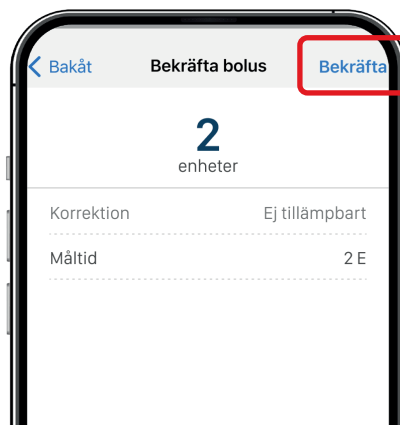 Bakåt Bekräfta bolus Bekräfta
2
enheter
Korrektion Ej tillämpbart
Måltid 2 E